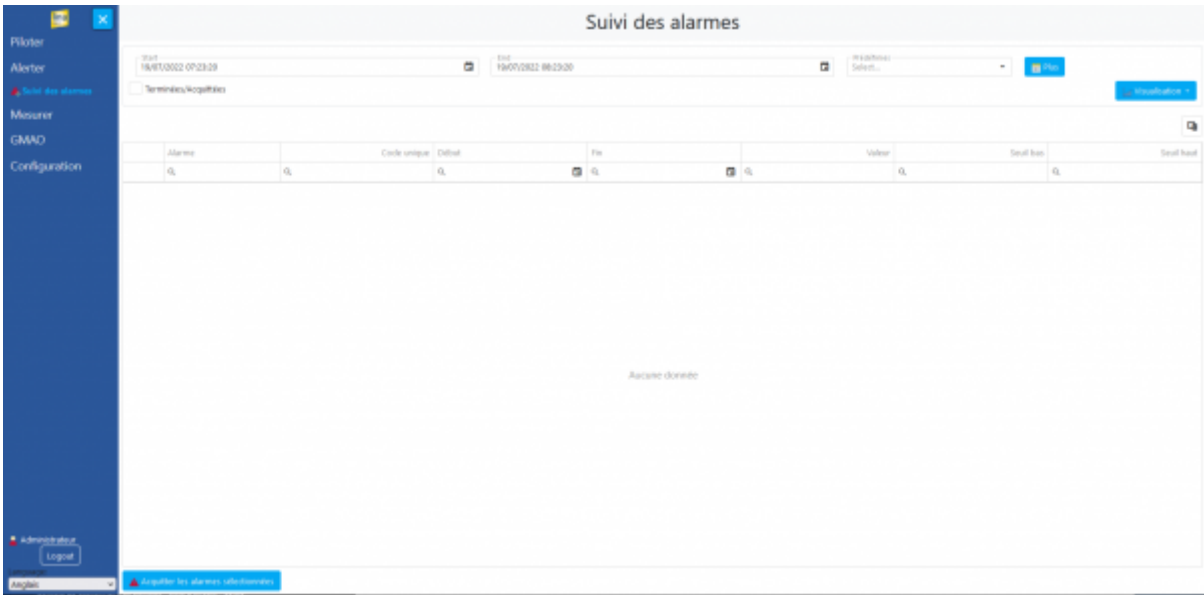 Suivi des alarmes
Piloter
Alerter
Suivi des alarmes
Mesurer
GMAO
Configuration
Start
19/07/2022 07:23:20
End
19/07/2022 08:23:20
Prédéfinies
Select...
Plus
Terminées/Acquittées
Visualisation
Alarme Code unique Début Fin Valeur Seuil bas Seuil haut
Aucune donnée
Administrateur
Logout
Anglais
Acquitter les alarmes sélectionnées